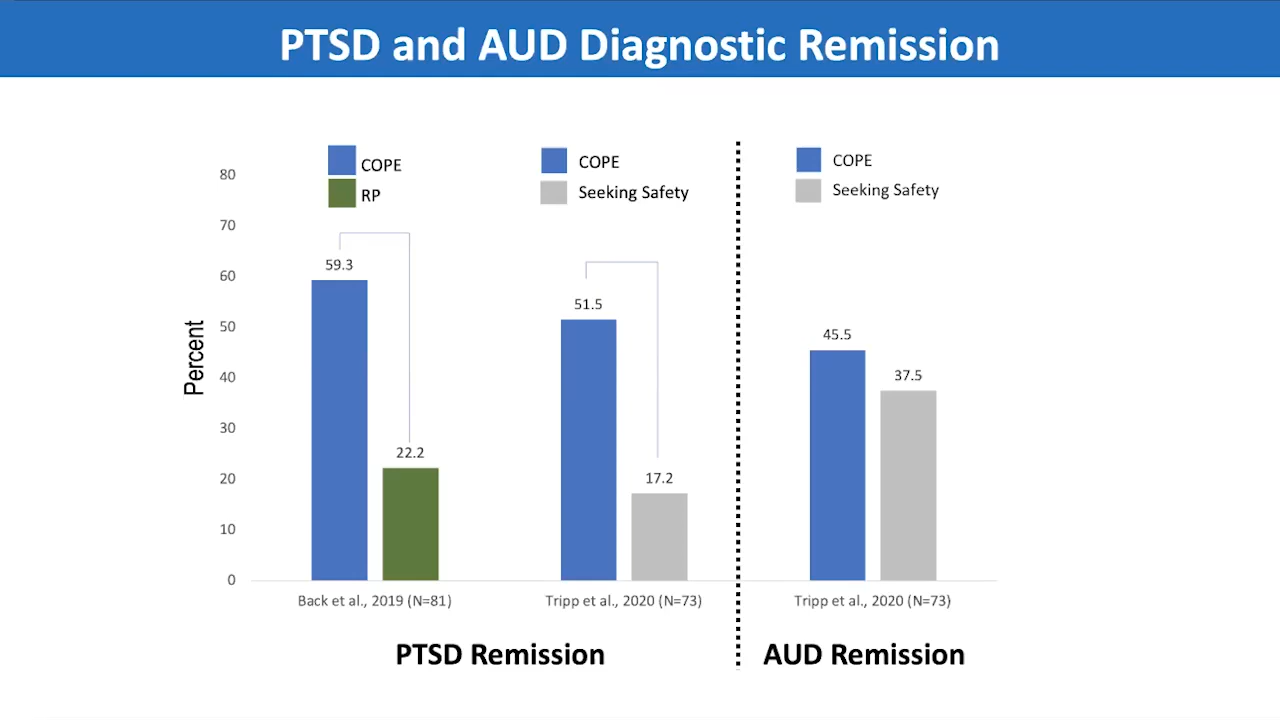 PTSD and AUD Diagnostic Remission
COPE
RP
COPE
Seeking Safety
COPE
Seeking Safety
Percent
80
70
60
50
40
30
20
10
0
59.3
22.2
51.5
17.2
45.5
37.5
Back et al., 2019 (N=81)
Tripp et al., 2020 (N=73)
Tripp et al., 2020 (N=73)
PTSD Remission
AUD Remission